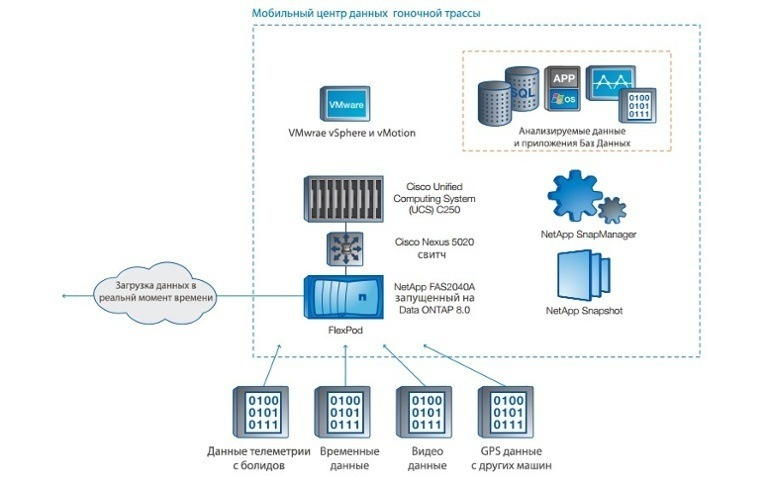 Мобильный центр данных гоночной трассы
VMware
VMwrae vSphere и vMotion
SQL
APP
OS
0100
0101
0111
Анализируемые данные
и приложения Баз Данных
Cisco Unified
Computing System
(UCS) C250
Cisco Nexus 5020
свитч
NetApp FAS2040A
запущенный на
Data ONTAP 8.0
FlexPod
NetApp SnapManager
NetApp Snapshot
Загрузка данных в
реальнй момент времени
0100
0101
0111
Данные телеметрии
с болидов
0100
0101
0111
Временные
данные
0100
0101
0111
Видео
данные
0100
0101
0111
GPS данные
с других машин